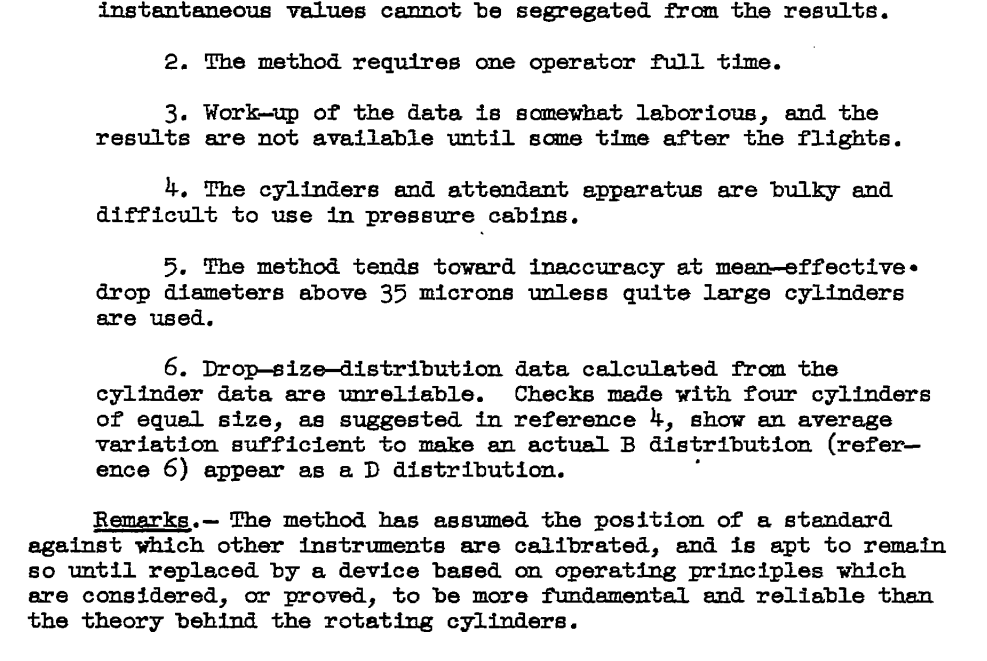 instantaneous values cannot be segregated from the results.
2. The method requires one operator full time.
3. Work-up of the data is somewhat laborious, and the
results are not available until some time after the flights.
4. The cylinders and attendant apparatus are bulky and
difficult to use in pressure cabins.
5. The method tends toward inaccuracy at mean-effective
drop diameters above 35 microns unless quite large cylinders
are used.
6. Drop-size-distribution data calculated from the
cylinder data are unreliable. Checks made with four cylinders
of equal size, as suggested in reference 4, show an average
variation sufficient to make an actual B distribution (refer-
ence 6) appear as a D distribution.
Remarks.- The method has assumed the position of a standard
against which other instruments are calibrated, and is apt to remain
so until replaced by a device based on operating principles which
are considered, or proved, to be more fundamental and reliable than
the theory behind the rotating cylinders.